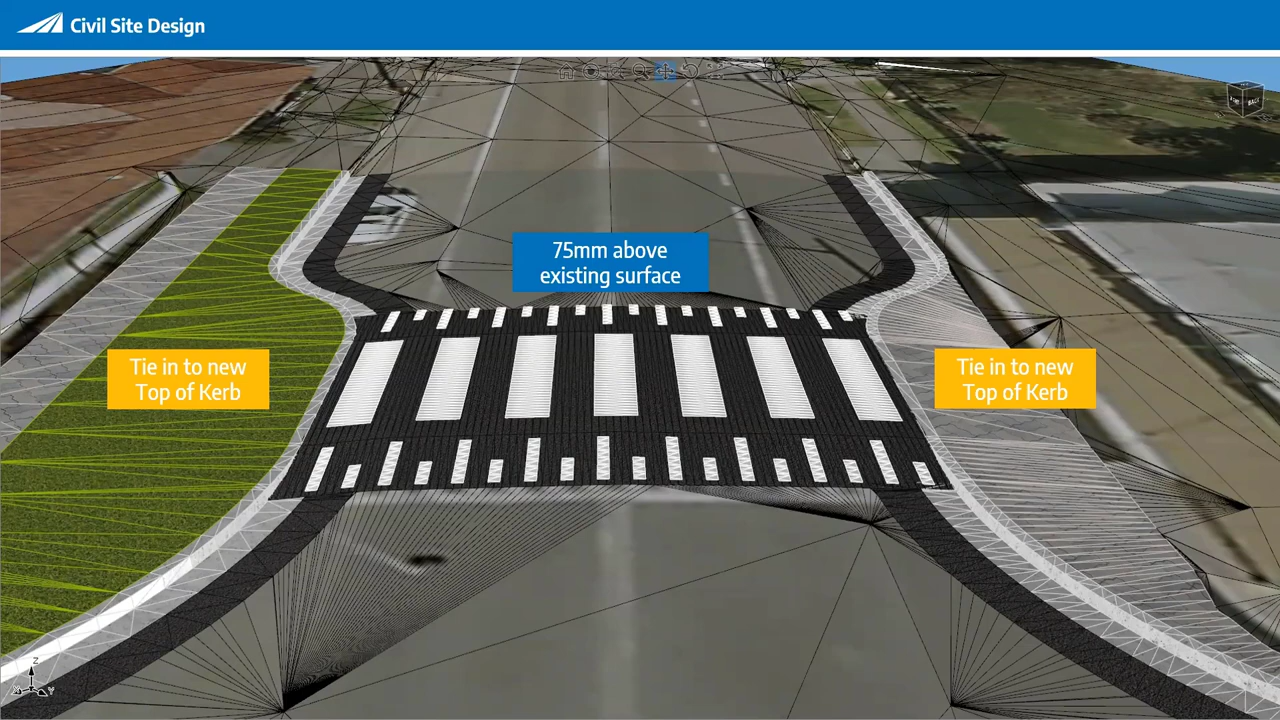 Civil Site Design
75mm above
existing surface
Tie in to new
Top of Kerb
Tie in to new
Top of Kerb
BACK
Z
Y